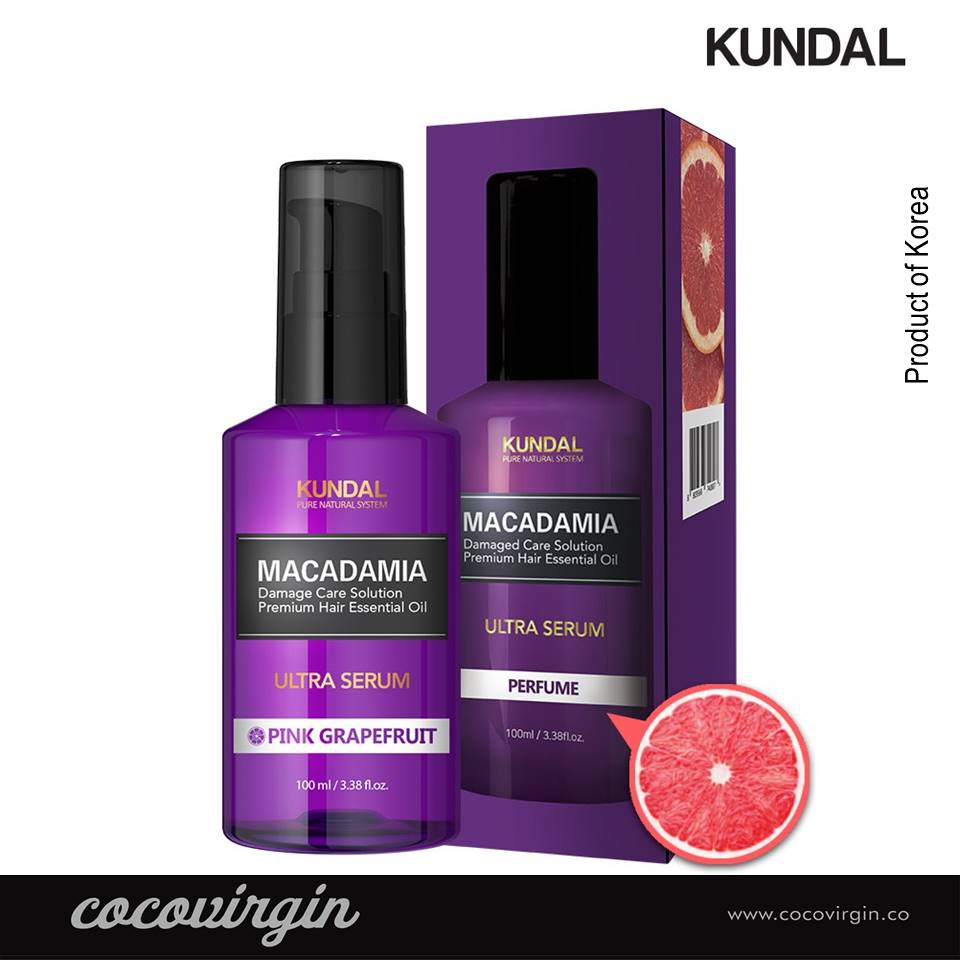 KUNDAL
Product of Korea
KUNDAL
PURE NATURAL SYSTEM
MACADAMIA
Damage Care Solution
Premium Hair Essential Oil
ULTRA SERUM
PINK GRAPEFRUIT
100 ml / 3.38 fl.oz.
KUNDAL
PURE NATURAL SYSTEM
MACADAMIA
Damaged Care Solution
Premium Hair Essential Oil
ULTRA SERUM
PERFUME
100ml / 3.38fl.oz.
cocovirgin
www.cocovirgin.co